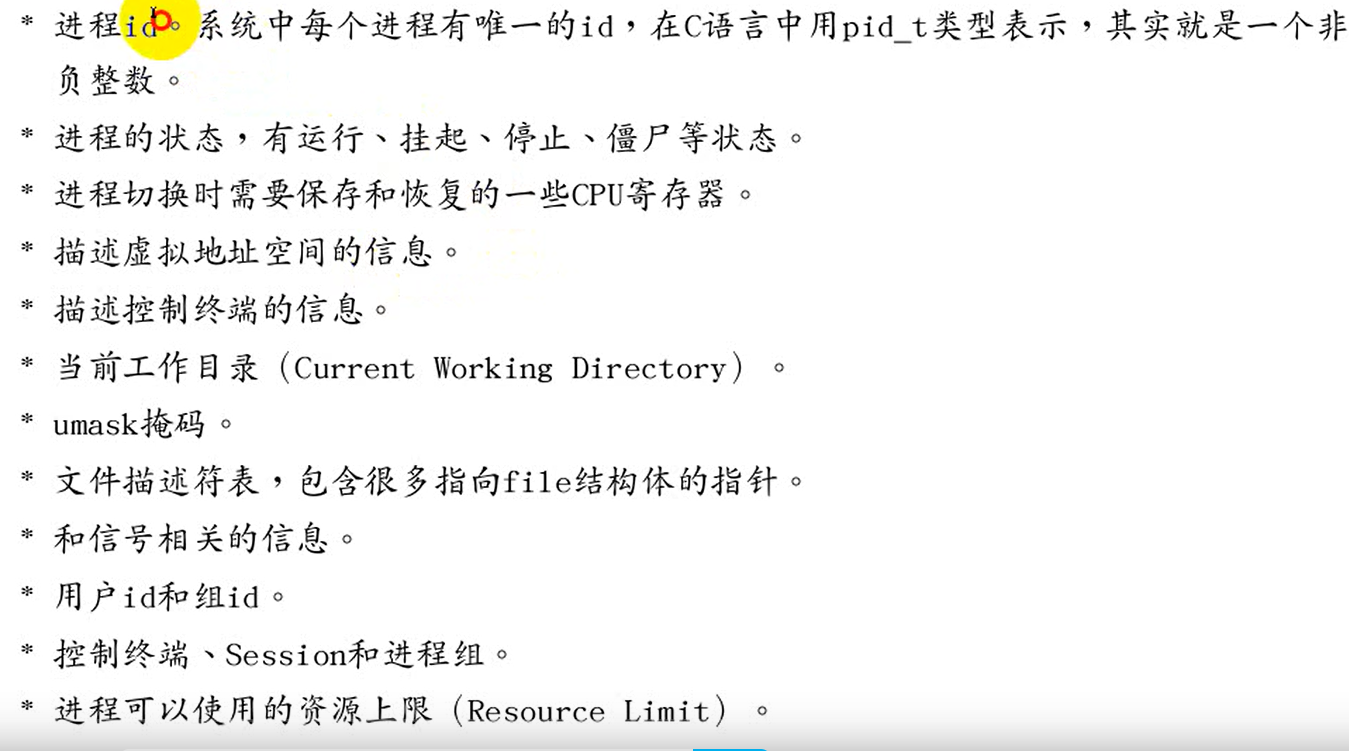 * 进程id。系统中每个进程有唯一的id，在C语言中用pid_t类型表示，其实就是一个非
负整数。
* 进程的状态，有运行、挂起、停止、僵尸等状态。
* 进程切换时需要保存和恢复的一些CPU寄存器。
* 描述虚拟地址空间的信息。
* 描述控制终端的信息。
* 当前工作目录（Current Working Directory）。
* umask掩码。
* 文件描述符表，包含很多指向file结构体的指针。
* 和信号相关的信息。
* 用户id和组id。
* 控制终端、Session和进程组。
* 进程可以使用的资源上限（Resource Limit）。